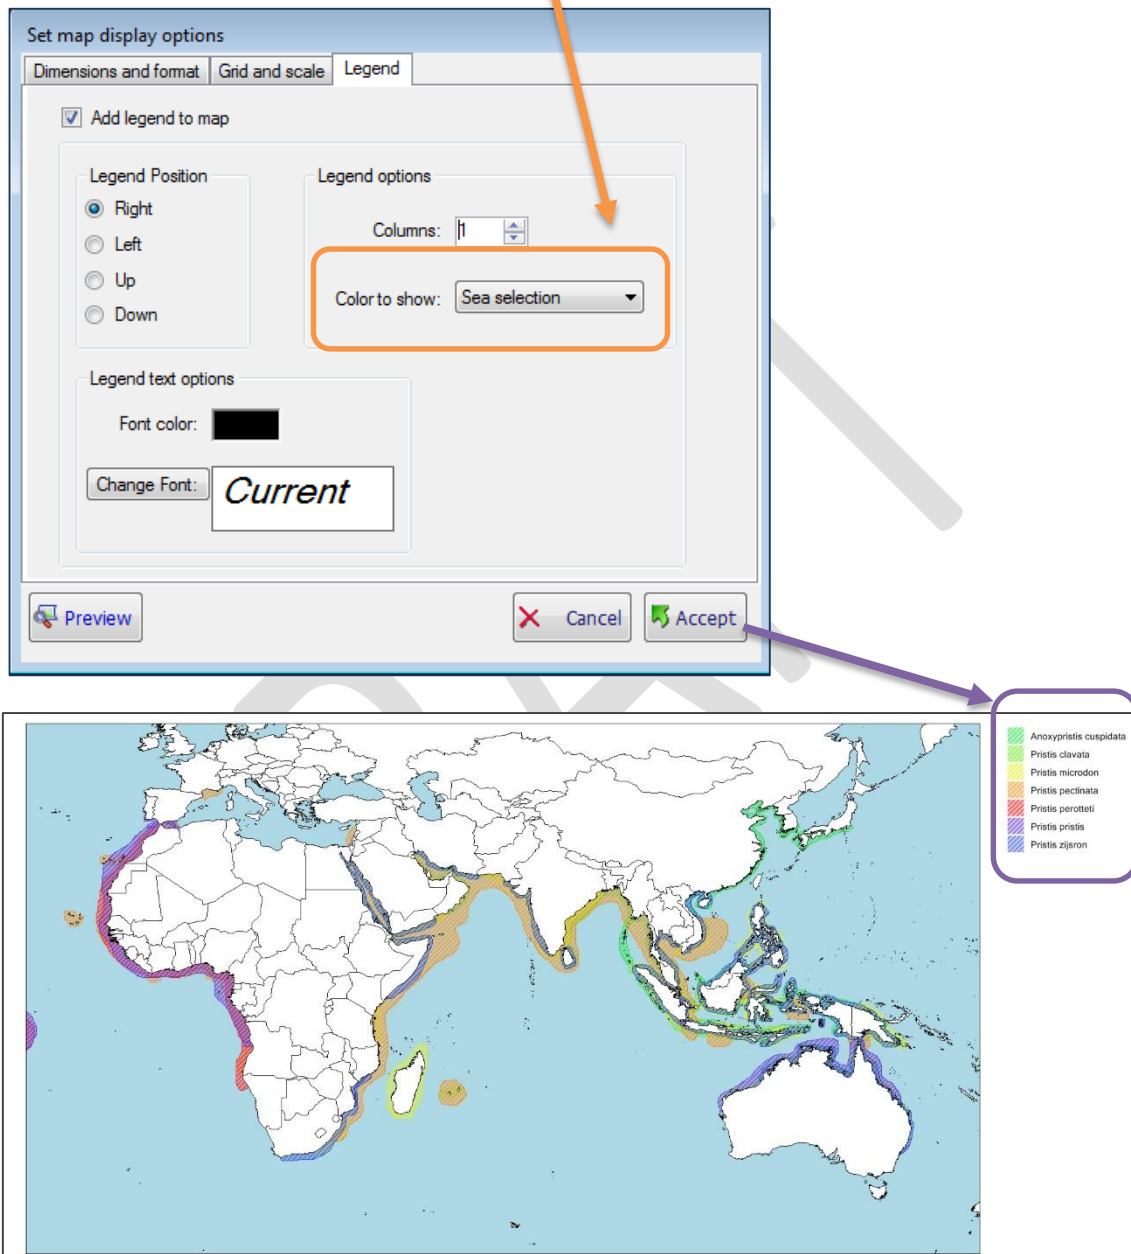 Set map display options
Dimensions and format Grid and scale Legend
Add legend to map
Legend Position
Right
Left
Up
Down
Legend options
Columns: 1
Color to show: Sea selection
Legend text options
Font color:
Change Font: Current
Preview Cancel Accept
Anoxypristis cuspidata
Pristis clavata
Pristis microdon
Pristis pectinata
Pristis perotteti
Pristis pristis
Pristis zijsron